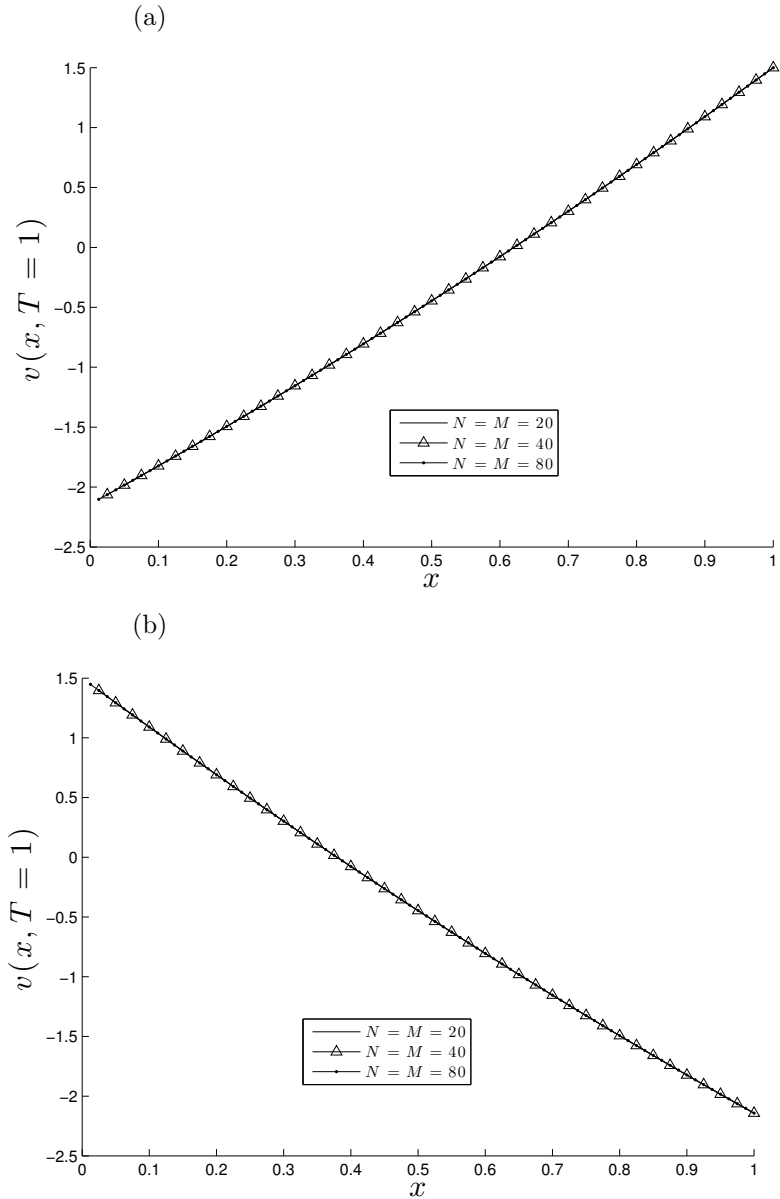 (a)
1.5
1
0.5
0
−0.5
−1
−1.5
−2
−2.5
0 0.1 0.2 0.3 0.4 0.5 0.6 0.7 0.8 0.9 1
x
v(x, T = 1)
N = M = 20
N = M = 40
N = M = 80
(b)
1.5
1
0.5
0
−0.5
−1
−1.5
−2
−2.5
0 0.1 0.2 0.3 0.4 0.5 0.6 0.7 0.8 0.9 1
x
v(x, T = 1)
N = M = 20
N = M = 40
N = M = 80